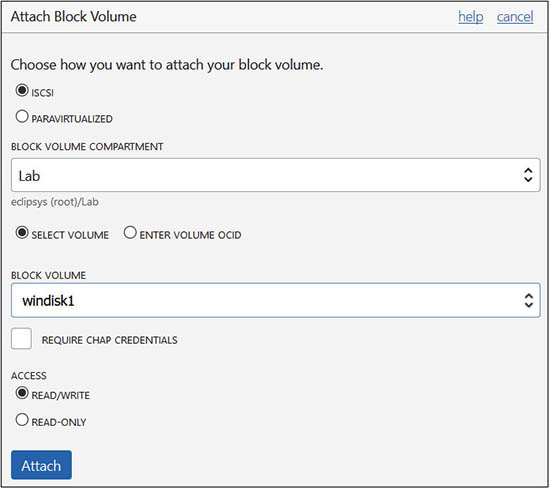 Attach Block Volume help cancel
Choose how you want to attach your block volume.
ISCSI
PARAVIRTUALIZED
BLOCK VOLUME COMPARTMENT
Lab
eclipsys (root)/Lab
SELECT VOLUME ENTER VOLUME OCID
BLOCK VOLUME
windisk1
REQUIRE CHAP CREDENTIALS
ACCESS
READ/WRITE
READ-ONLY
Attach